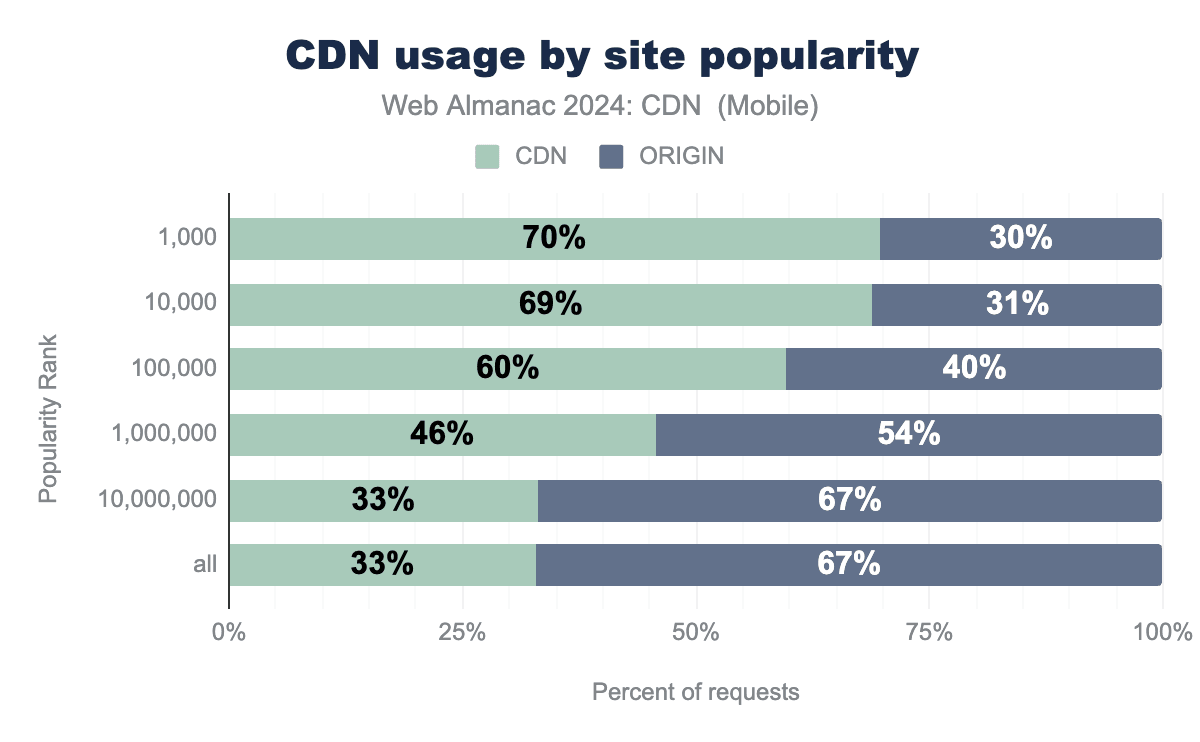 CDN usage by site popularity
Web Almanac 2024: CDN (Mobile)
CDN ORIGIN
Popularity Rank
1,000 70% 30%
10,000 69% 31%
100,000 60% 40%
1,000,000 46% 54%
10,000,000 33% 67%
all 33% 67%
0% 25% 50% 75% 100%
Percent of requests